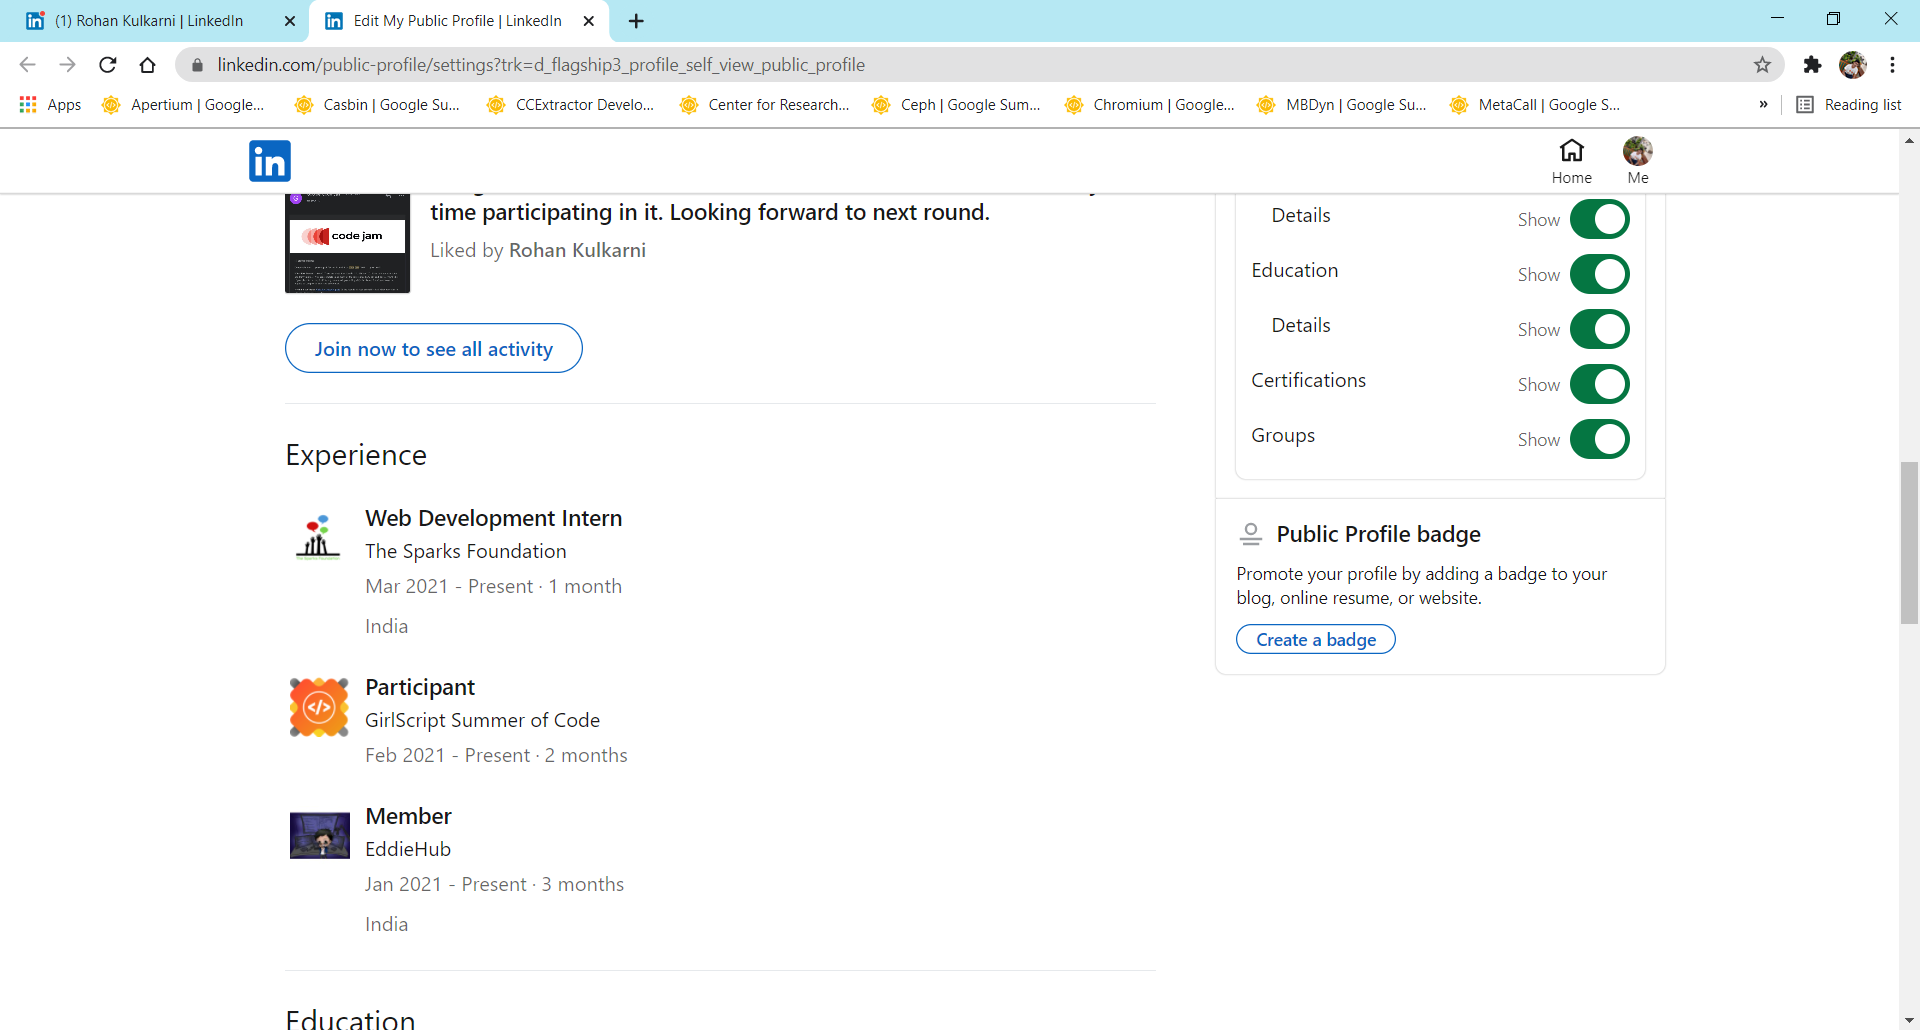 (1) Rohan Kulkarni | LinkedIn
Edit My Public Profile | LinkedIn
linkedin.com/public-profile/settings?trk=d_flagship3_profile_self_view_public_profile
Apps
Apertium | Google...
Casbin | Google Su...
CCExtractor Develo...
Center for Research...
Ceph | Google Sum...
Chromium | Google...
MBDyn | Google Su...
MetaCall | Google S...
»
Reading list
in
Home
Me
time participating in it. Looking forward to next round.
code jam
Liked by Rohan Kulkarni
Join now to see all activity
Experience
Web Development Intern
The Sparks Foundation
Mar 2021 - Present · 1 month
India
Participant
GirlScript Summer of Code
Feb 2021 - Present · 2 months
Member
EddieHub
Jan 2021 - Present · 3 months
India
Education
Details
Show
Education
Show
Details
Show
Certifications
Show
Groups
Show
Public Profile badge
Promote your profile by adding a badge to your
blog, online resume, or website.
Create a badge